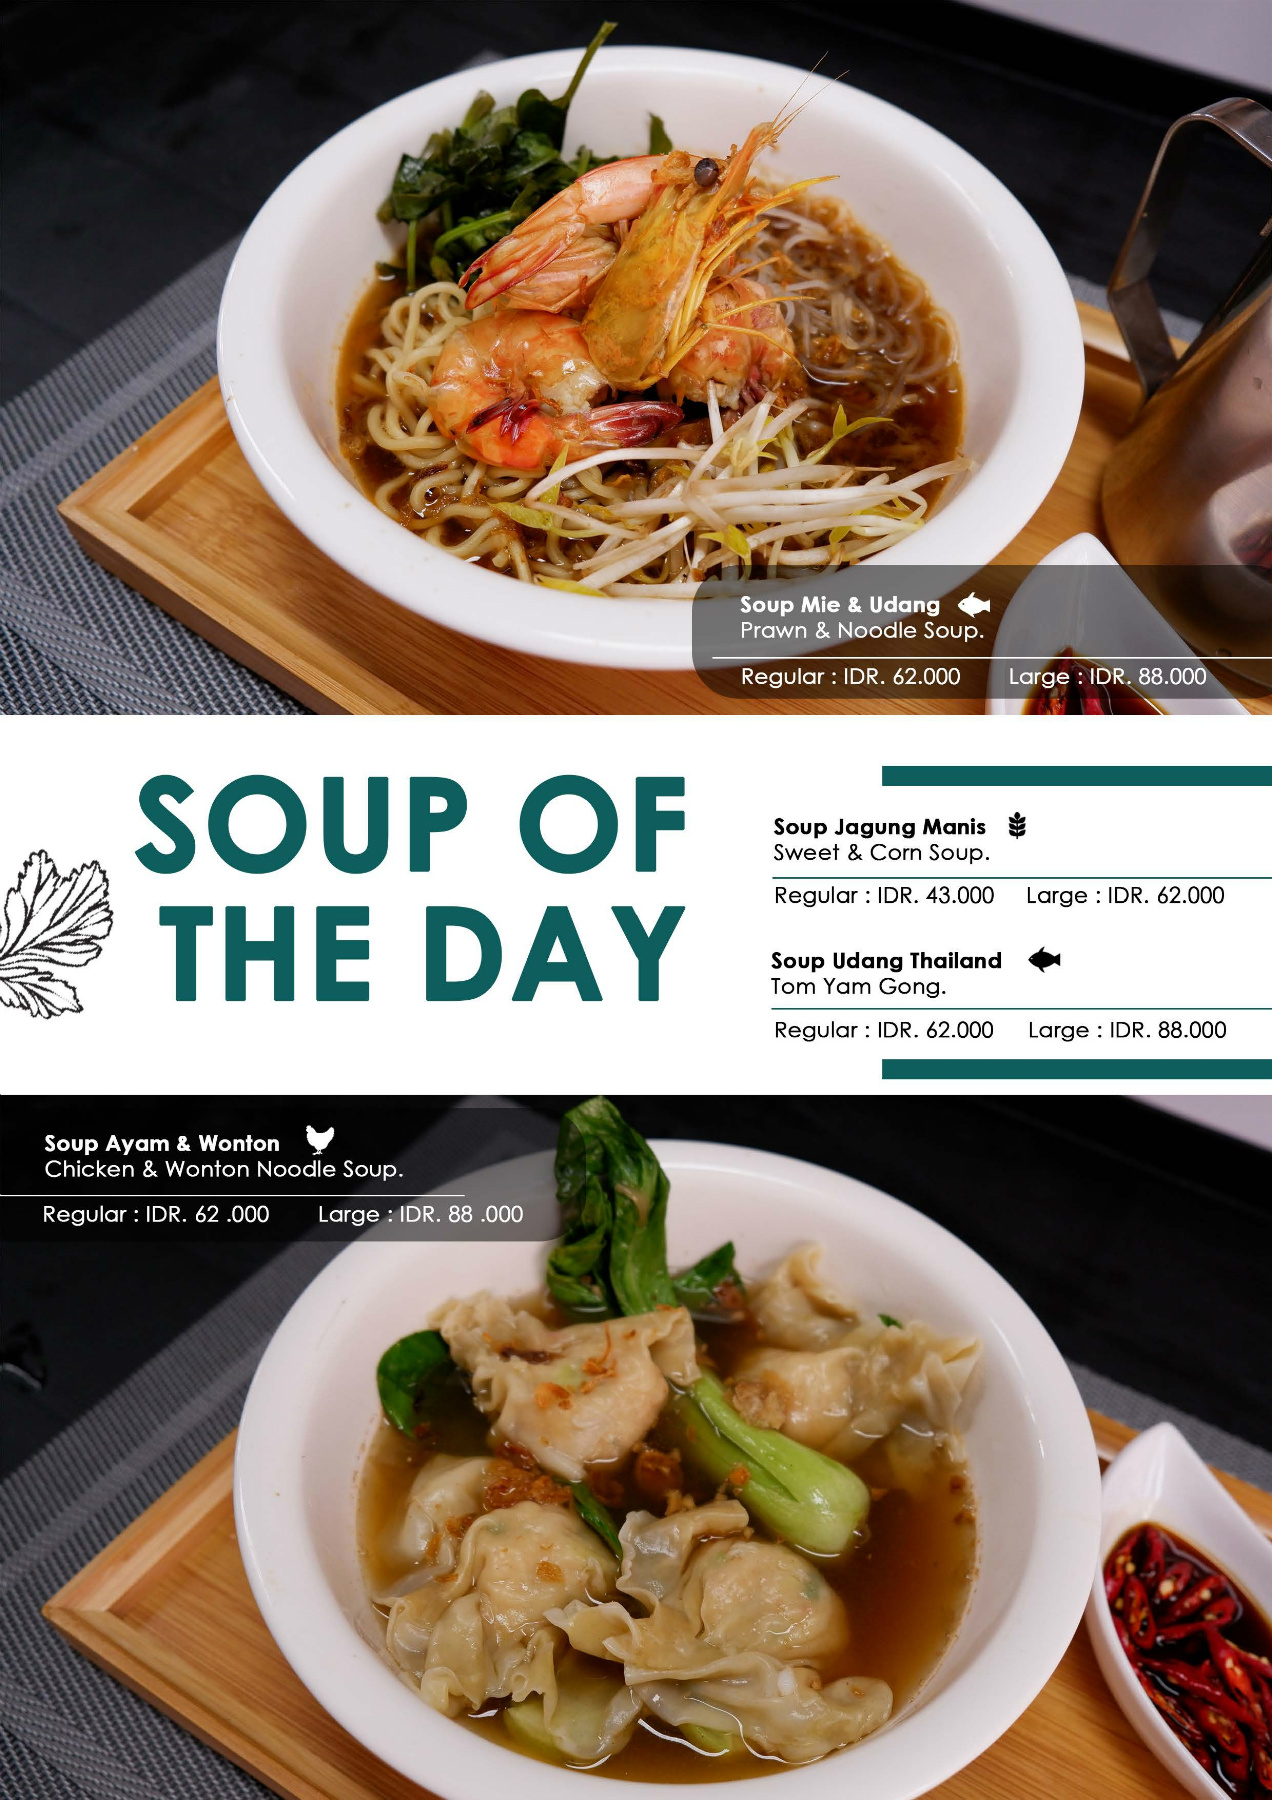 Soup Mie & Udang
Prawn & Noodle Soup.
Regular : IDR. 62.000 Large : IDR. 88.000
SOUP OF
THE DAY
Soup Jagung Manis
Sweet & Corn Soup.
Regular : IDR. 43.000 Large : IDR. 62.000
Soup Udang Thailand
Tom Yam Gong.
Regular : IDR. 62.000 Large : IDR. 88.000
Soup Ayam & Wonton
Chicken & Wonton Noodle Soup.
Regular : IDR. 62 .000 Large : IDR. 88 .000